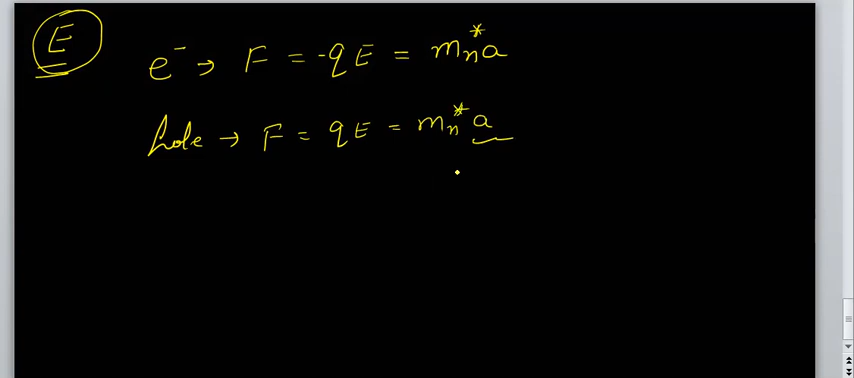 E
e⁻ → F = -qE = mₙ*a
hole → F = qE = mₙ*a